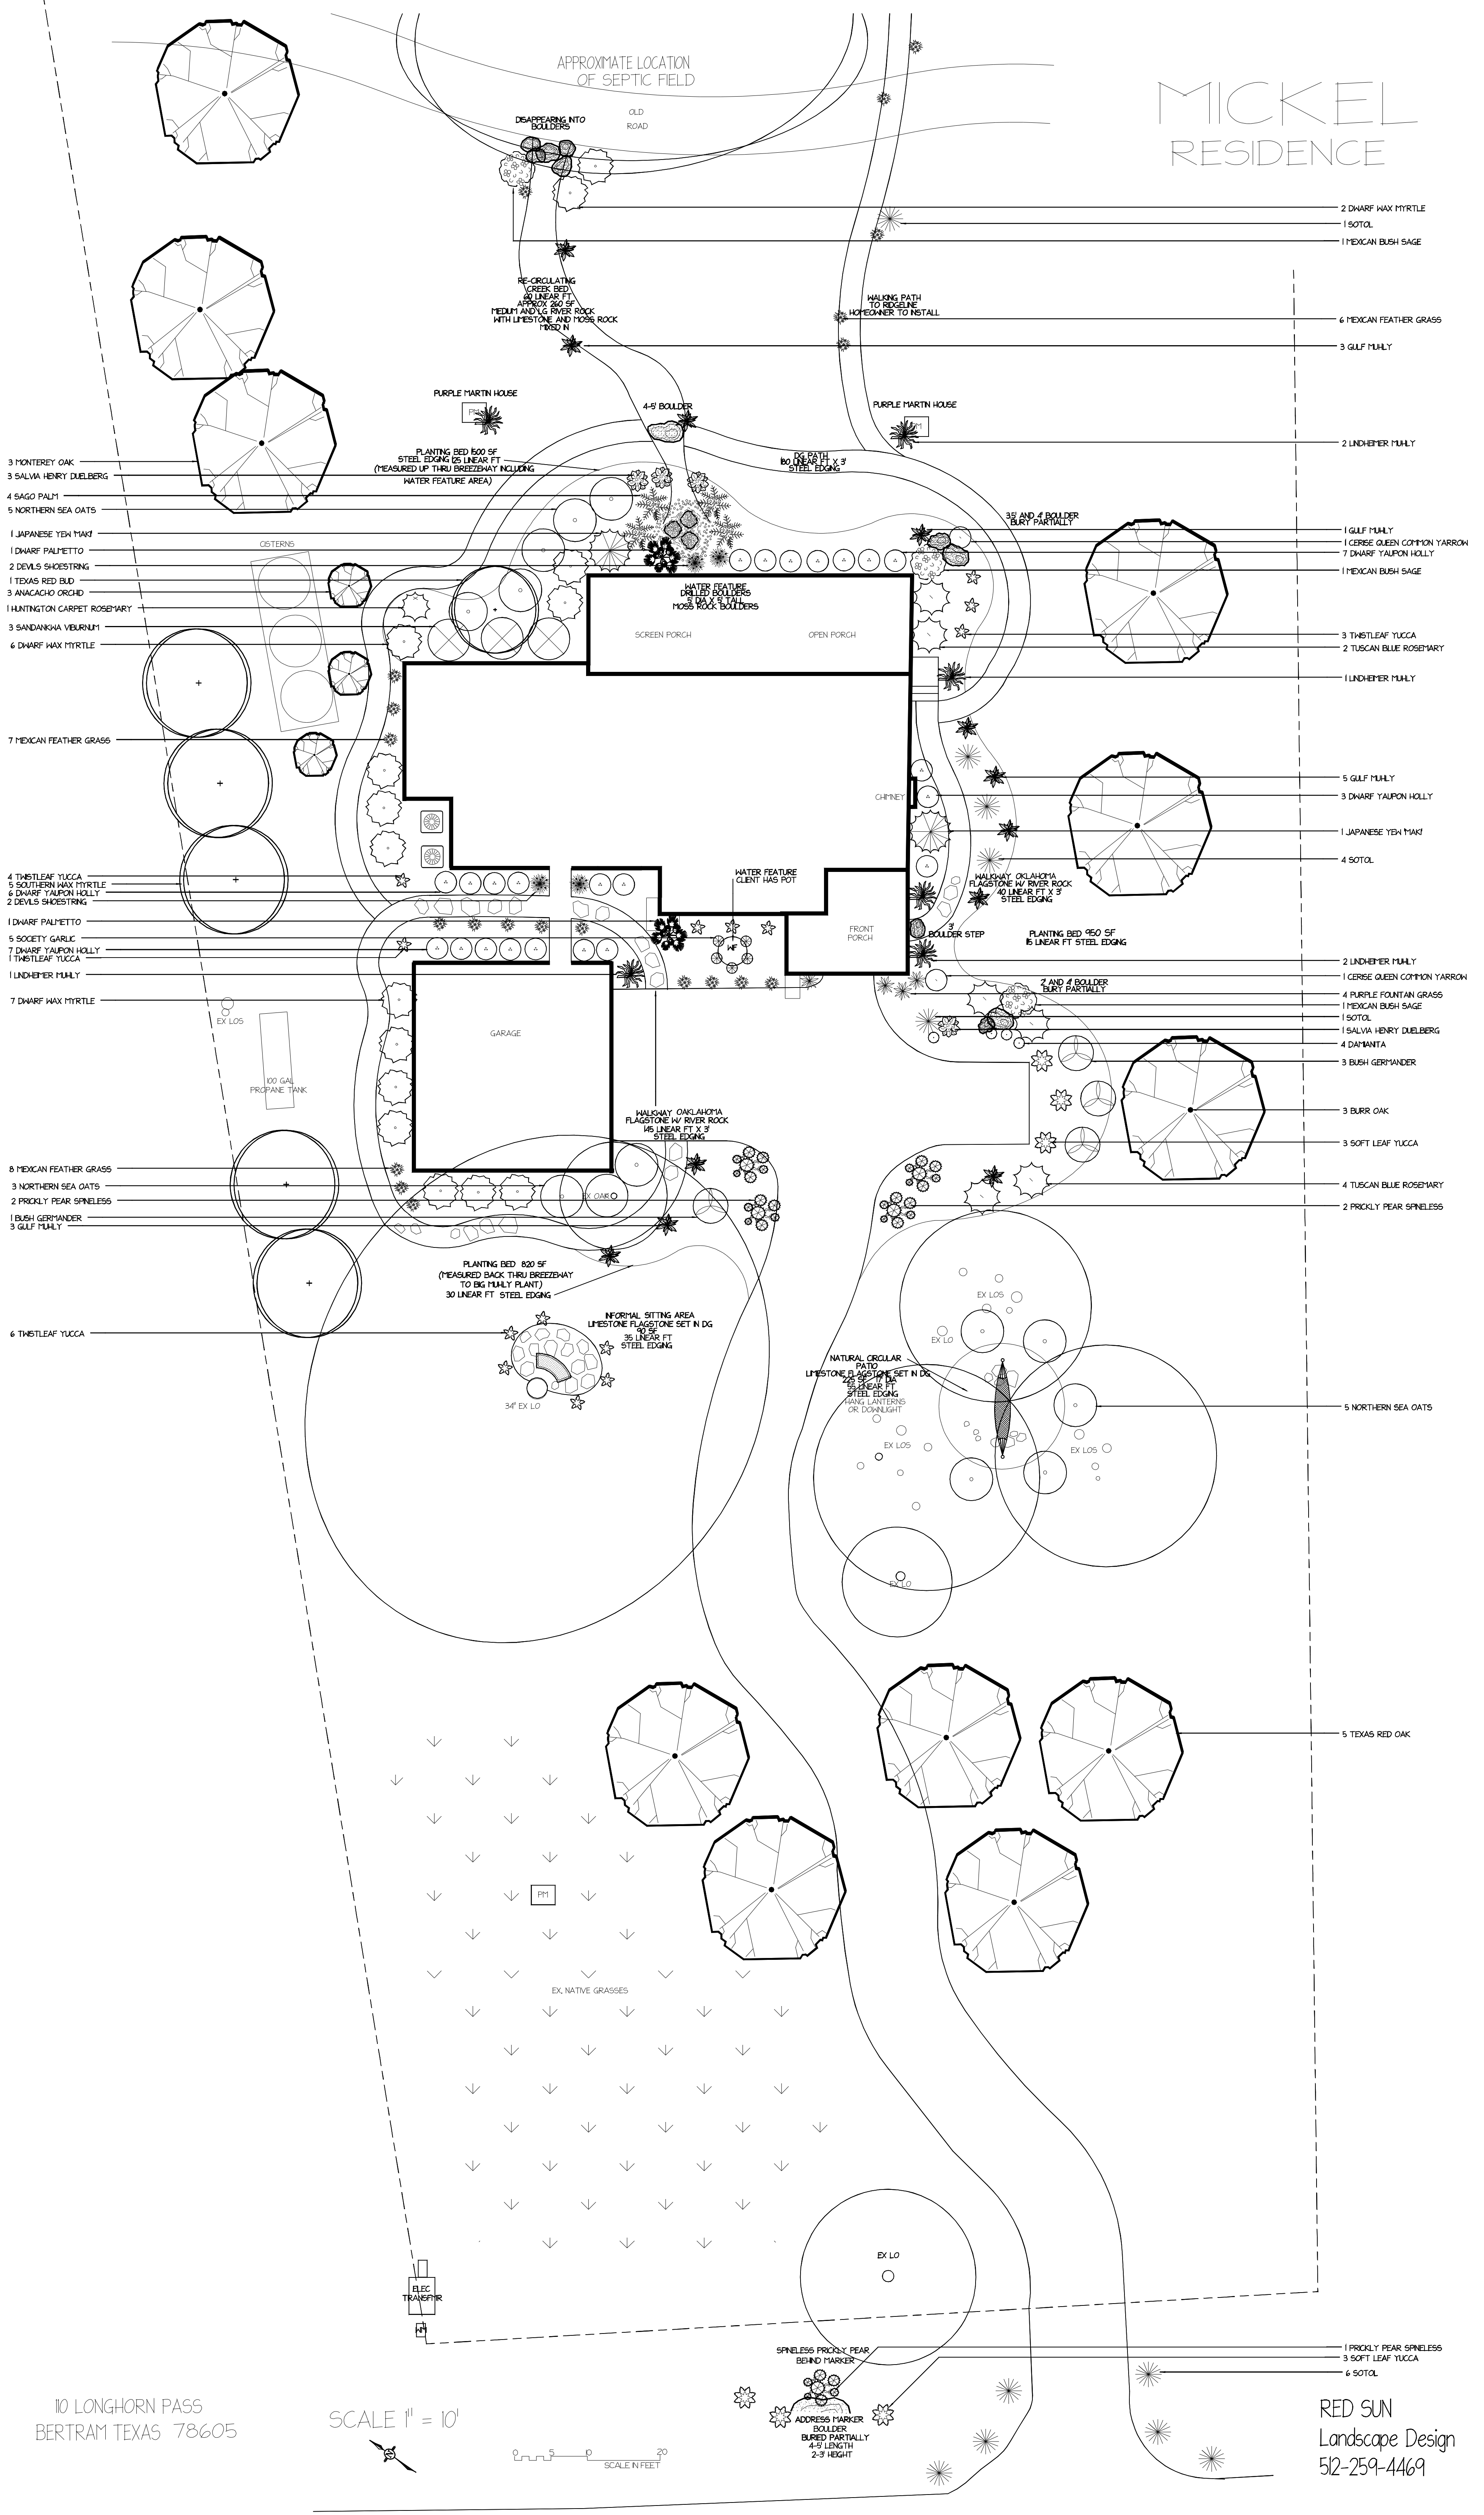 APPROXIMATE LOCATION
OF SEPTIC FIELD
OLD
ROAD
MICKEL
RESIDENCE
DISAPPEARING INTO
BOULDERS
2 DWARF WAX MYRTLE
1 SOTOL
1 MEXICAN BUSH SAGE
RE-CIRCULATING
CREEK BED
60 LINEAR FT
APPROX 260 SF
MEDIUM AND LG RIVER ROCK
WITH LIMESTONE AND MOSS ROCK
MIXED IN
WALKING PATH
TO RIDGELINE
HOMEOWNER TO INSTALL
6 MEXICAN FEATHER GRASS
3 GULF MUHLY
PURPLE MARTIN HOUSE
4-5' BOULDER
PURPLE MARTIN HOUSE
2 LINDHEIMER MUHLY
PLANTING BED 1500 SF
STEEL EDGING 125 LINEAR FT
(MEASURED UP THRU BREEZEWAY INCLUDING
WATER FEATURE AREA)
DG PATH
180 LINEAR FT X 3'
STEEL EDGING
3 MONTEREY OAK
3 SALVIA HENRY DUELBERG
4 SAGO PALM
5 NORTHERN SEA OATS
1 JAPANESE YEW 'MAKI'
1 DWARF PALMETTO
2 DEVILS SHOESTRING
1 TEXAS RED BUD
3 ANACACHO ORCHID
1 HUNTINGTON CARPET ROSEMARY
3 SANDANKWA VIBURNUM
6 DWARF WAX MYRTLE
CISTERNS
3.5' AND 4' BOULDER
BURY PARTIALLY
1 GULF MUHLY
1 CERISE QUEEN COMMON YARROW
7 DWARF YAUPON HOLLY
1 MEXICAN BUSH SAGE
WATER FEATURE
DRILLED BOULDERS
5' DIA X 5' TALL
MOSS ROCK BOULDERS
SCREEN PORCH
OPEN PORCH
3 TWISTLEAF YUCCA
2 TUSCAN BLUE ROSEMARY
1 LINDHEIMER MUHLY
7 MEXICAN FEATHER GRASS
CHIMNEY
5 GULF MUHLY
3 DWARF YAUPON HOLLY
1 JAPANESE YEW 'MAKI'
4 SOTOL
4 TWISTLEAF YUCCA
5 SOUTHERN WAX MYRTLE
6 DWARF YAUPON HOLLY
2 DEVILS SHOESTRING
WATER FEATURE
CLIENT HAS POT
WALKWAY OKLAHOMA
FLAGSTONE W/ RIVER ROCK
40 LINEAR FT X 3'
STEEL EDGING
1 DWARF PALMETTO
5 SOCIETY GARLIC
7 DWARF YAUPON HOLLY
1 TWISTLEAF YUCCA
1 LINDHEIMER MUHLY
WF
FRONT
PORCH
3'
BOULDER STEP
PLANTING BED 950 SF
115 LINEAR FT STEEL EDGING
2 LINDHEIMER MUHLY
1 CERISE QUEEN COMMON YARROW
2' AND 4' BOULDER
BURY PARTIALLY
4 PURPLE FOUNTAIN GRASS
1 MEXICAN BUSH SAGE
1 SOTOL
1 SALVIA HENRY DUELBERG
4 DAMIANITA
3 BUSH GERMANDER
7 DWARF WAX MYRTLE
EX LOS
GARAGE
100 GAL
PROPANE TANK
WALKWAY OAKLAHOMA
FLAGSTONE W/ RIVER ROCK
145 LINEAR FT X 3'
STEEL EDGING
3 BURR OAK
3 SOFT LEAF YUCCA
8 MEXICAN FEATHER GRASS
3 NORTHERN SEA OATS
2 PRICKLY PEAR SPINELESS
1 BUSH GERMANDER
3 GULF MUHLY
EX OAK
4 TUSCAN BLUE ROSEMARY
2 PRICKLY PEAR SPINELESS
PLANTING BED 820 SF
(MEASURED BACK THRU BREEZEWAY
TO BIG MUHLY PLANT)
30 LINEAR FT STEEL EDGING
6 TWISTLEAF YUCCA
INFORMAL SITTING AREA
LIMESTONE FLAGSTONE SET IN DG
90 SF
35 LINEAR FT
STEEL EDGING
34" EX LO
EX LOS
EX LO
NATURAL CIRCULAR
PATIO
LIMESTONE FLAGSTONE SET IN DG
225 SF 17' DIA
55 LINEAR FT
STEEL EDGING
HANG LANTERNS
OR DOWNLIGHT
5 NORTHERN SEA OATS
EX LOS
EX LOS
EX LO
5 TEXAS RED OAK
PM
EX. NATIVE GRASSES
EX LO
ELEC
TRANSFMR
WM
SPINELESS PRICKLY PEAR
BEHIND MARKER
1 PRICKLY PEAR SPINELESS
3 SOFT LEAF YUCCA
6 SOTOL
ADDRESS MARKER
BOULDER
BURIED PARTIALLY
4-5' LENGTH
2-3' HEIGHT
110 LONGHORN PASS
BERTRAM TEXAS 78605
SCALE 1" = 10'
0 5 10 20
SCALE IN FEET
RED SUN
Landscape Design
512-259-4469